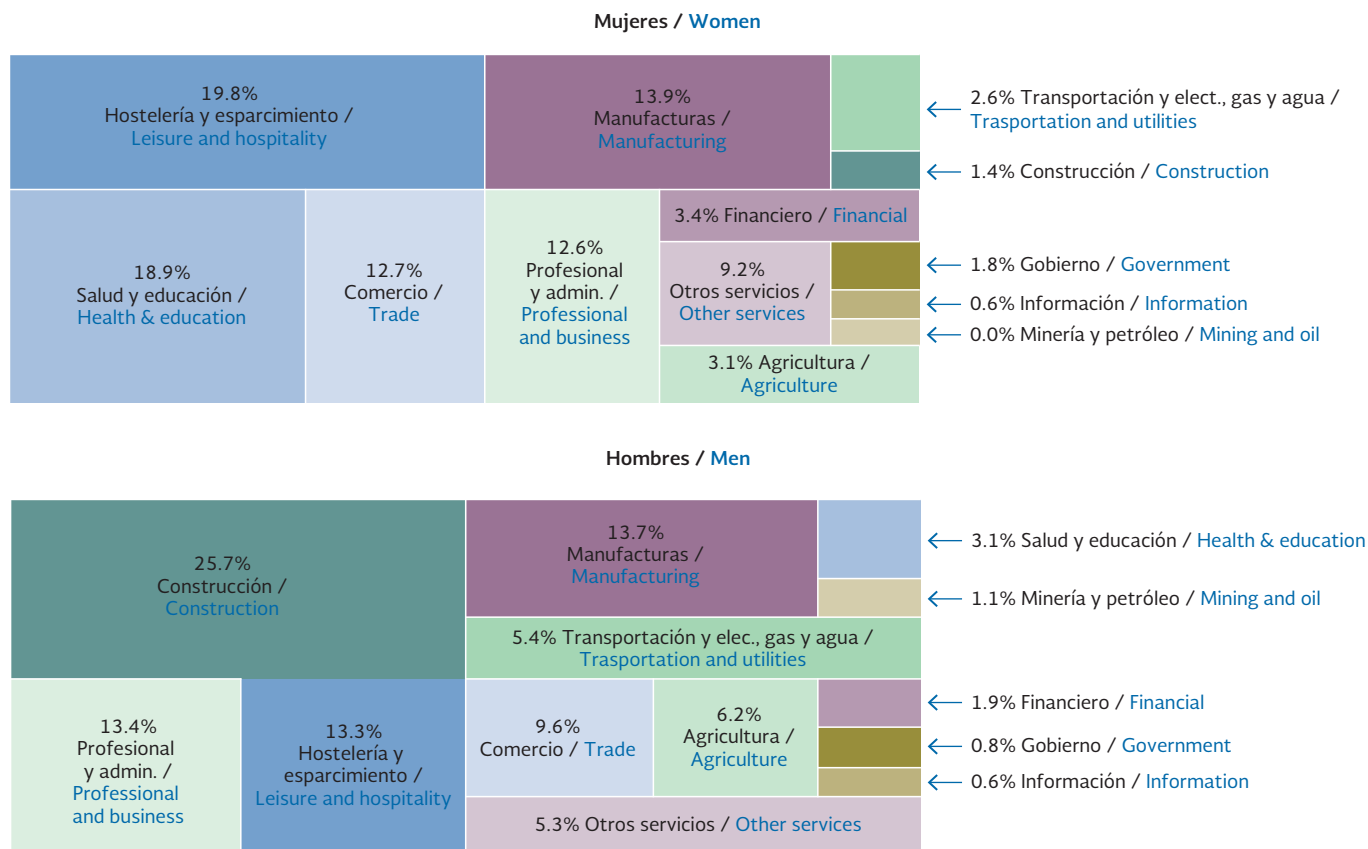 Mujeres / Women
19.8%
Hostelería y esparcimiento /
Leisure and hospitality
13.9%
Manufacturas /
Manufacturing
2.6% Transportación y elect., gas y agua /
Trasportation and utilities
1.4% Construcción / Construction
18.9%
Salud y educación /
Health & education
12.7%
Comercio /
Trade
12.6%
Profesional
y admin. /
Professional
and business
3.4% Financiero / Financial
9.2%
Otros servicios /
Other services
1.8% Gobierno / Government
0.6% Información / Information
0.0% Minería y petróleo / Mining and oil
3.1% Agricultura /
Agriculture
Hombres / Men
25.7%
Construcción /
Construction
13.7%
Manufacturas /
Manufacturing
3.1% Salud y educación / Health & education
1.1% Minería y petróleo / Mining and oil
5.4% Transportación y elec., gas y agua /
Trasportation and utilities
13.4%
Profesional
y admin. /
Professional
and business
13.3%
Hostelería y
esparcimiento /
Leisure and hospitality
9.6%
Comercio / Trade
6.2%
Agricultura /
Agriculture
1.9% Financiero / Financial
0.8% Gobierno / Government
0.6% Información / Information
5.3% Otros servicios / Other services